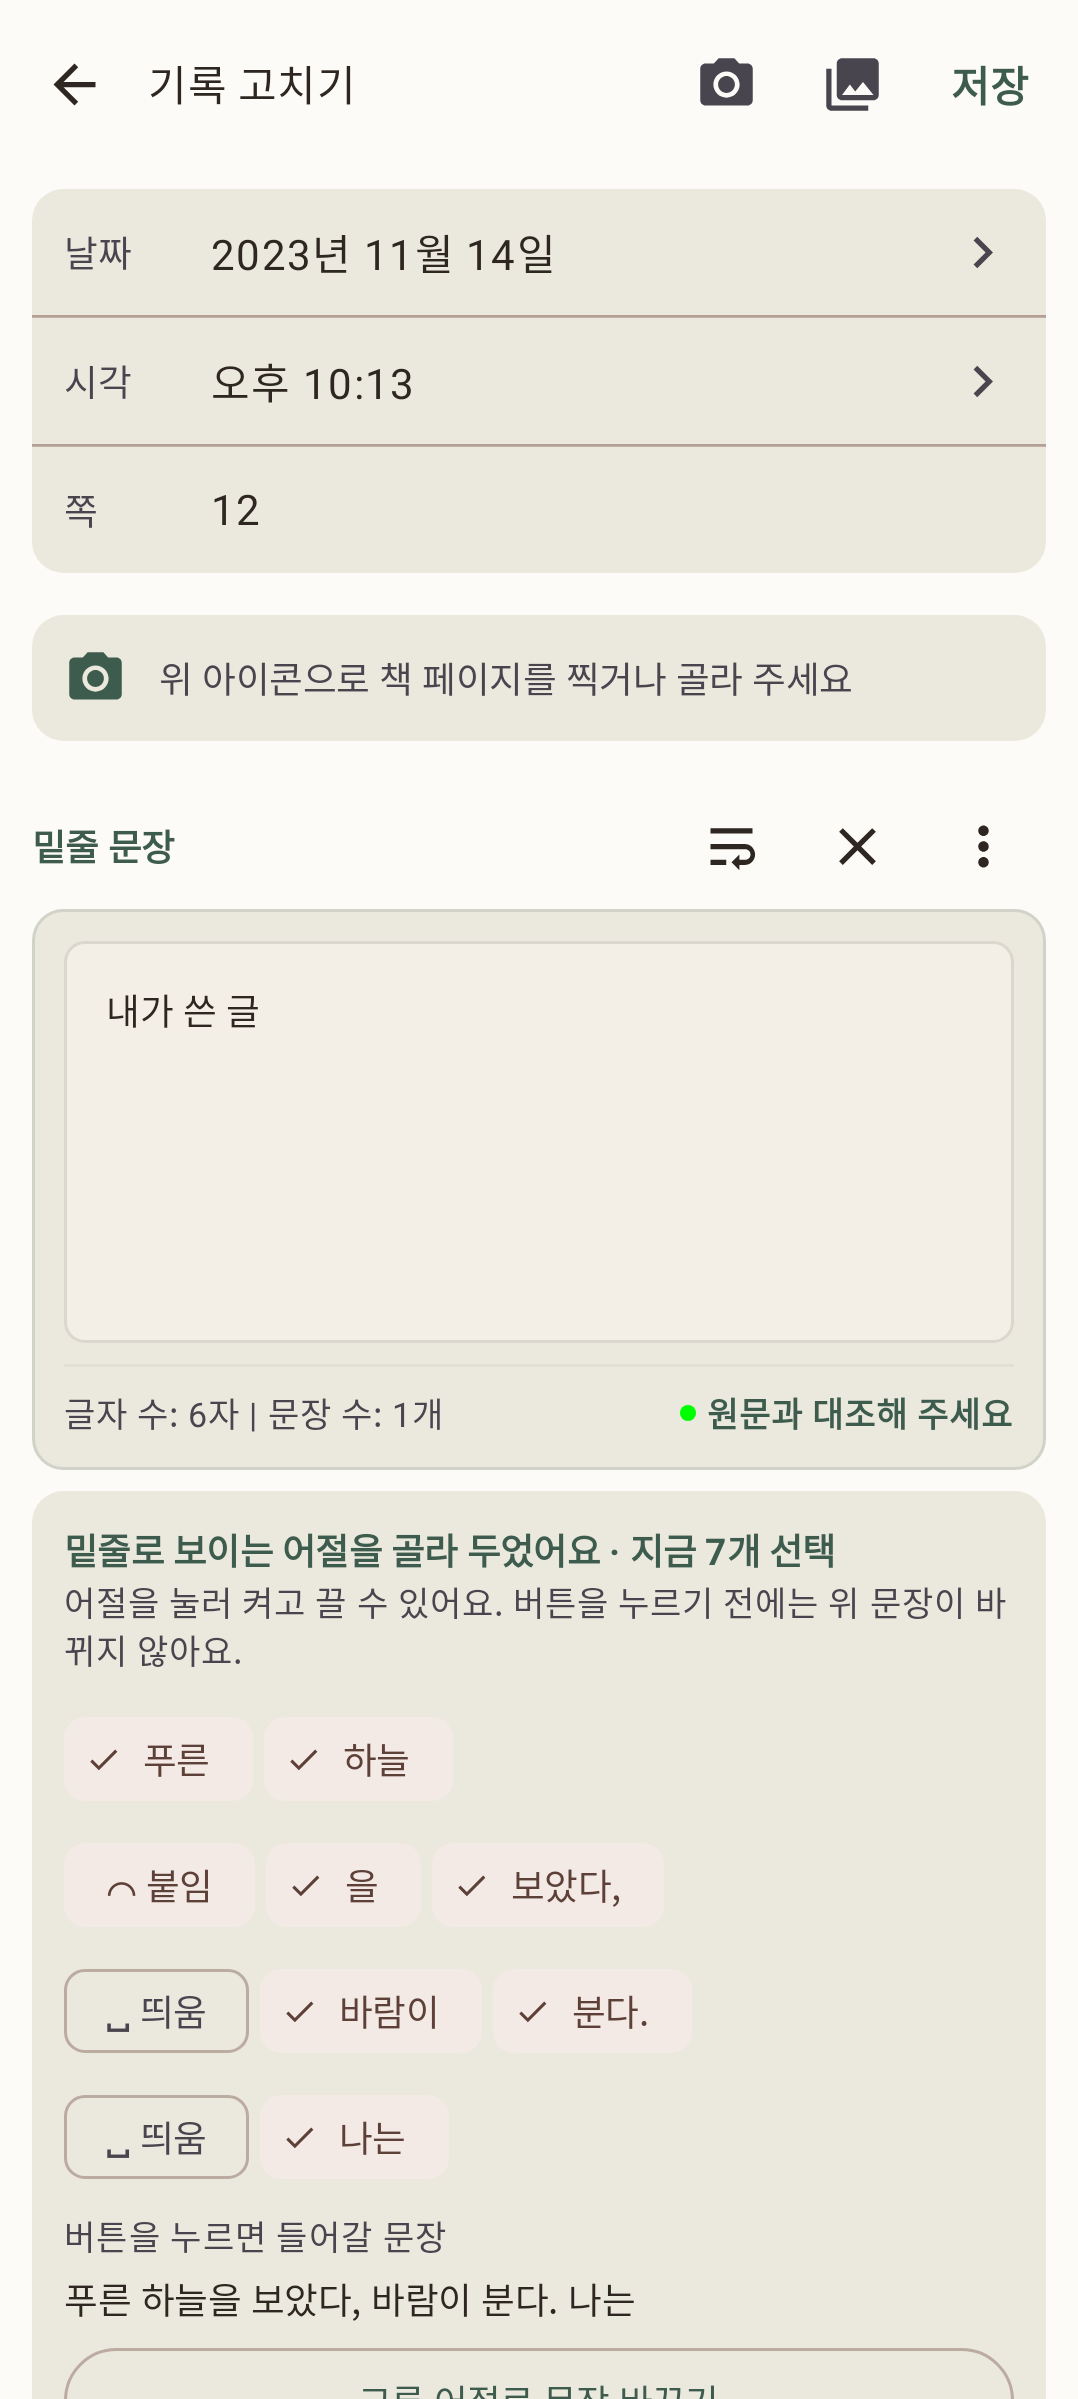 기록 고치기 저장
날짜 2023년 11월 14일
시각 오후 10:13
쪽 12
위 아이콘으로 책 페이지를 찍거나 골라 주세요
밑줄 문장
내가 쓴 글
글자 수: 6자 | 문장 수: 1개 원문과 대조해 주세요
밑줄로 보이는 어절을 골라 두었어요 · 지금 7개 선택
어절을 눌러 켜고 끌 수 있어요. 버튼을 누르기 전에는 위 문장이 바
뀌지 않아요.
푸른 하늘
⌒ 붙임 을 보았다,
␣ 띄움 바람이 분다.
␣ 띄움 나는
버튼을 누르면 들어갈 문장
푸른 하늘을 보았다, 바람이 분다. 나는